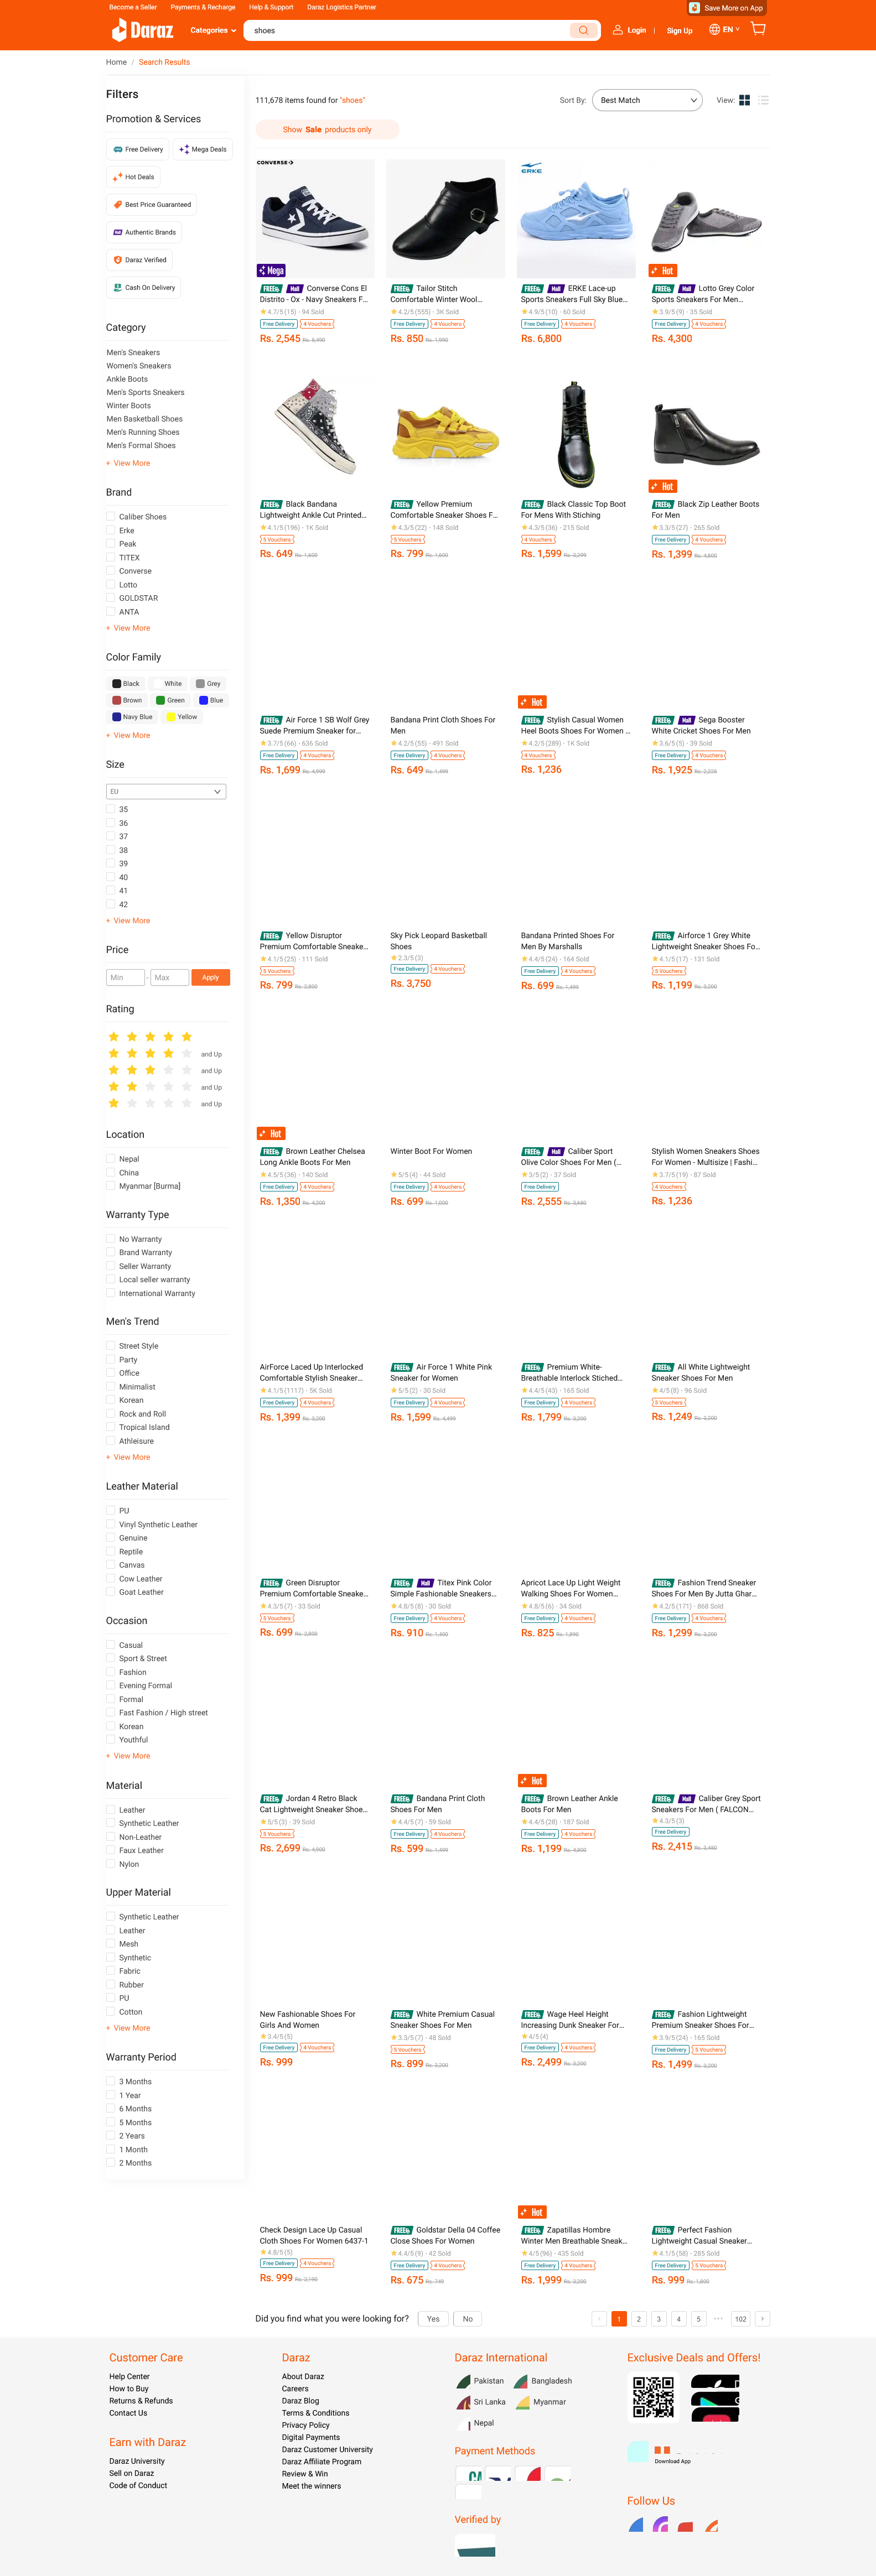 Become a Seller Payments & Recharge Help & Support Daraz Logistics Partner Save More on App
Daraz Categories shoes Login Sign Up EN
Home / Search Results
Filters
Promotion & Services
Free Delivery Mega Deals
Hot Deals
Best Price Guaranteed
Authentic Brands
Daraz Verified
Cash On Delivery
Category
Men's Sneakers
Women's Sneakers
Ankle Boots
Men's Sports Sneakers
Winter Boots
Men Basketball Shoes
Men's Running Shoes
Men's Formal Shoes
+ View More
Brand
Caliber Shoes
Erke
Peak
TITEX
Converse
Lotto
GOLDSTAR
ANTA
+ View More
Color Family
Black White Grey
Brown Green Blue
Navy Blue Yellow
+ View More
Size
EU
35
36
37
38
39
40
41
42
+ View More
Price
Min - Max Apply
Rating
and Up
and Up
and Up
and Up
Location
Nepal
China
Myanmar [Burma]
Warranty Type
No Warranty
Brand Warranty
Seller Warranty
Local seller warranty
International Warranty
Men's Trend
Street Style
Party
Office
Minimalist
Korean
Rock and Roll
Tropical Island
Athleisure
+ View More
Leather Material
PU
Vinyl Synthetic Leather
Genuine
Reptile
Canvas
Cow Leather
Goat Leather
Occasion
Casual
Sport & Street
Fashion
Evening Formal
Formal
Fast Fashion / High street
Korean
Youthful
+ View More
Material
Leather
Synthetic Leather
Non-Leather
Faux Leather
Nylon
Upper Material
Synthetic Leather
Leather
Mesh
Synthetic
Fabric
Rubber
PU
Cotton
+ View More
Warranty Period
3 Months
1 Year
6 Months
5 Months
2 Years
1 Month
2 Months
111,678 items found for "shoes" Sort By: Best Match View:
Show Sale products only
CONVERSE
Mega
FREE Mall Converse Cons El
Distrito - Ox - Navy Sneakers F...
4.7/5 (15) · 94 Sold
Free Delivery 4 Vouchers
Rs. 2,545 Rs. 8,490
FREE Tailor Stitch
Comfortable Winter Wool...
4.2/5 (555) · 3K Sold
Free Delivery 4 Vouchers
Rs. 850 Rs. 1,990
ERKE
FREE Mall ERKE Lace-up
Sports Sneakers Full Sky Blue...
4.9/5 (10) · 60 Sold
Free Delivery 4 Vouchers
Rs. 6,800
Hot
FREE Mall Lotto Grey Color
Sports Sneakers For Men...
3.9/5 (9) · 35 Sold
Free Delivery 4 Vouchers
Rs. 4,300
FREE Black Bandana
Lightweight Ankle Cut Printed...
4.1/5 (196) · 1K Sold
5 Vouchers
Rs. 649 Rs. 1,600
FREE Yellow Premium
Comfortable Sneaker Shoes F...
4.3/5 (22) · 148 Sold
5 Vouchers
Rs. 799 Rs. 1,600
FREE Black Classic Top Boot
For Mens With Stiching
4.3/5 (36) · 215 Sold
4 Vouchers
Rs. 1,599 Rs. 3,299
Hot
FREE Black Zip Leather Boots
For Men
3.3/5 (27) · 265 Sold
Free Delivery 4 Vouchers
Rs. 1,399 Rs. 4,800
FREE Air Force 1 SB Wolf Grey
Suede Premium Sneaker for...
3.7/5 (66) · 636 Sold
Free Delivery 4 Vouchers
Rs. 1,699 Rs. 4,999
Bandana Print Cloth Shoes For
Men
4.2/5 (55) · 491 Sold
Free Delivery 4 Vouchers
Rs. 649 Rs. 1,499
Hot
FREE Stylish Casual Women
Heel Boots Shoes For Women ...
4.2/5 (289) · 1K Sold
4 Vouchers
Rs. 1,236
FREE Mall Sega Booster
White Cricket Shoes For Men
3.6/5 (5) · 39 Sold
Free Delivery 4 Vouchers
Rs. 1,925 Rs. 2,225
FREE Yellow Disruptor
Premium Comfortable Sneake...
4.1/5 (25) · 111 Sold
5 Vouchers
Rs. 799 Rs. 2,800
Sky Pick Leopard Basketball
Shoes
2.3/5 (3)
Free Delivery 4 Vouchers
Rs. 3,750
Bandana Printed Shoes For
Men By Marshalls
4.4/5 (24) · 164 Sold
Free Delivery 4 Vouchers
Rs. 699 Rs. 1,499
FREE Airforce 1 Grey White
Lightweight Sneaker Shoes Fo...
4.1/5 (17) · 131 Sold
5 Vouchers
Rs. 1,199 Rs. 3,200
Hot
FREE Brown Leather Chelsea
Long Ankle Boots For Men
4.5/5 (36) · 140 Sold
Free Delivery 4 Vouchers
Rs. 1,350 Rs. 4,200
Winter Boot For Women
5/5 (4) · 44 Sold
Free Delivery 4 Vouchers
Rs. 699 Rs. 1,000
FREE Mall Caliber Sport
Olive Color Shoes For Men (...
3/5 (2) · 37 Sold
Free Delivery
Rs. 2,555 Rs. 3,650
Stylish Women Sneakers Shoes
For Women - Multisize | Fashi...
3.7/5 (19) · 87 Sold
4 Vouchers
Rs. 1,236
AirForce Laced Up Interlocked
Comfortable Stylish Sneaker...
4.1/5 (1117) · 5K Sold
Free Delivery 4 Vouchers
Rs. 1,399 Rs. 3,200
FREE Air Force 1 White Pink
Sneaker for Women
5/5 (2) · 30 Sold
Free Delivery 4 Vouchers
Rs. 1,599 Rs. 4,499
FREE Premium White-
Breathable Interlock Stiched...
4.4/5 (43) · 165 Sold
Free Delivery 4 Vouchers
Rs. 1,799 Rs. 3,200
FREE All White Lightweight
Sneaker Shoes For Men
4/5 (8) · 96 Sold
5 Vouchers
Rs. 1,249 Rs. 3,200
FREE Green Disruptor
Premium Comfortable Sneake...
4.3/5 (7) · 33 Sold
5 Vouchers
Rs. 699 Rs. 2,800
FREE Mall Titex Pink Color
Simple Fashionable Sneakers...
4.8/5 (8) · 30 Sold
Free Delivery 4 Vouchers
Rs. 910 Rs. 1,400
Apricot Lace Up Light Weight
Walking Shoes For Women...
4.8/5 (6) · 34 Sold
Free Delivery 4 Vouchers
Rs. 825 Rs. 1,890
FREE Fashion Trend Sneaker
Shoes For Men By Jutta Ghar...
4.2/5 (171) · 868 Sold
Free Delivery 4 Vouchers
Rs. 1,299 Rs. 3,200
FREE Jordan 4 Retro Black
Cat Lightweight Sneaker Shoe...
5/5 (3) · 39 Sold
5 Vouchers
Rs. 2,699 Rs. 4,900
FREE Bandana Print Cloth
Shoes For Men
4.4/5 (7) · 59 Sold
Free Delivery 4 Vouchers
Rs. 599 Rs. 1,499
Hot
FREE Brown Leather Ankle
Boots For Men
4.4/5 (28) · 187 Sold
Free Delivery 4 Vouchers
Rs. 1,199 Rs. 4,800
FREE Mall Caliber Grey Sport
Sneakers For Men ( FALCON...
4.3/5 (3)
Free Delivery
Rs. 2,415 Rs. 3,450
New Fashionable Shoes For
Girls And Women
3.4/5 (5)
Free Delivery 4 Vouchers
Rs. 999
FREE White Premium Casual
Sneaker Shoes For Men
3.3/5 (7) · 48 Sold
5 Vouchers
Rs. 899 Rs. 3,200
FREE Wage Heel Height
Increasing Dunk Sneaker For...
4/5 (4)
Free Delivery 4 Vouchers
Rs. 2,499 Rs. 3,200
FREE Fashion Lightweight
Premium Sneaker Shoes For...
3.9/5 (24) · 165 Sold
Free Delivery 5 Vouchers
Rs. 1,499 Rs. 3,200
Check Design Lace Up Casual
Cloth Shoes For Women 6437-1
4.8/5 (5)
Free Delivery 4 Vouchers
Rs. 999 Rs. 2,190
FREE Goldstar Della 04 Coffee
Close Shoes For Women
4.4/5 (9) · 42 Sold
Free Delivery 4 Vouchers
Rs. 675 Rs. 749
Hot
FREE Zapatillas Hombre
Winter Men Breathable Sneak...
4/5 (96) · 435 Sold
Free Delivery 4 Vouchers
Rs. 1,999 Rs. 3,200
FREE Perfect Fashion
Lightweight Casual Sneaker...
4.1/5 (58) · 285 Sold
Free Delivery 5 Vouchers
Rs. 999 Rs. 1,800
Did you find what you were looking for? Yes No 1 2 3 4 5 ··· 102
Customer Care
Help Center
How to Buy
Returns & Refunds
Contact Us
Earn with Daraz
Daraz University
Sell on Daraz
Code of Conduct
Daraz
About Daraz
Careers
Daraz Blog
Terms & Conditions
Privacy Policy
Digital Payments
Daraz Customer University
Daraz Affiliate Program
Review & Win
Meet the winners
Daraz International
Pakistan Bangladesh
Sri Lanka Myanmar
Nepal
Payment Methods
Verified by
Exclusive Deals and Offers!
Download App
Follow Us